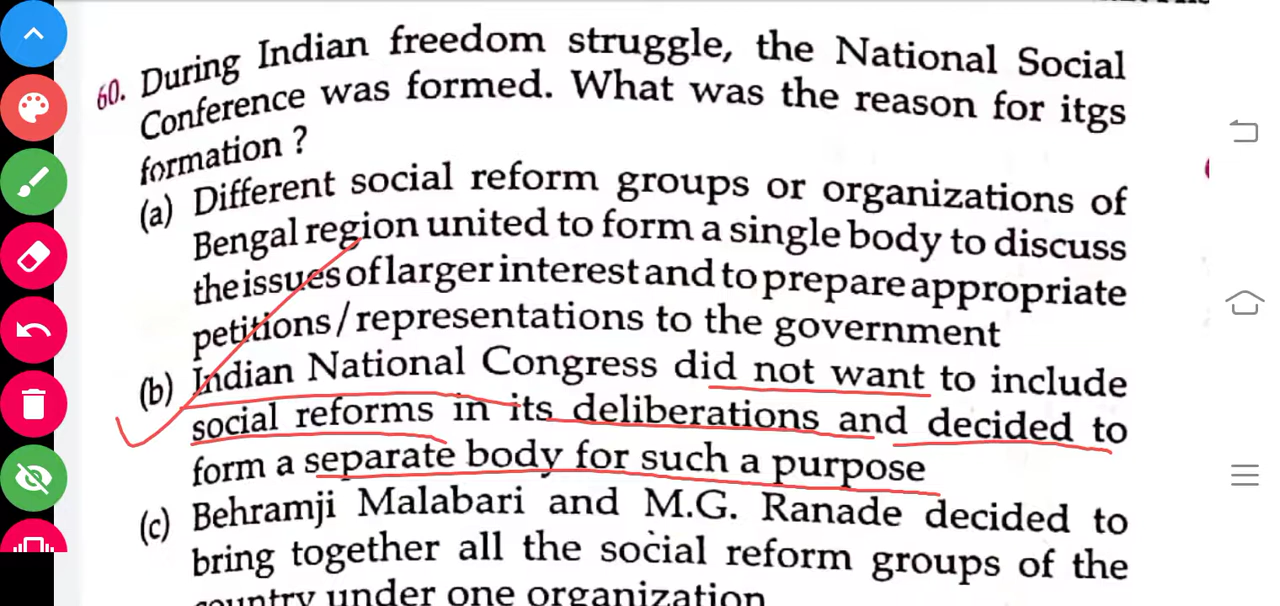 60. During Indian freedom struggle, the National Social
Conference was formed. What was the reason for itgs
formation ?
(a) Different social reform groups or organizations of
Bengal region united to form a single body to discuss
the issues of larger interest and to prepare appropriate
petitions/representations to the government
(b) Indian National Congress did not want to include
social reforms in its deliberations and decided to
form a separate body for such a purpose
(c) Behramji Malabari and M.G. Ranade decided to
bring together all the social reform groups of the
country under one organization